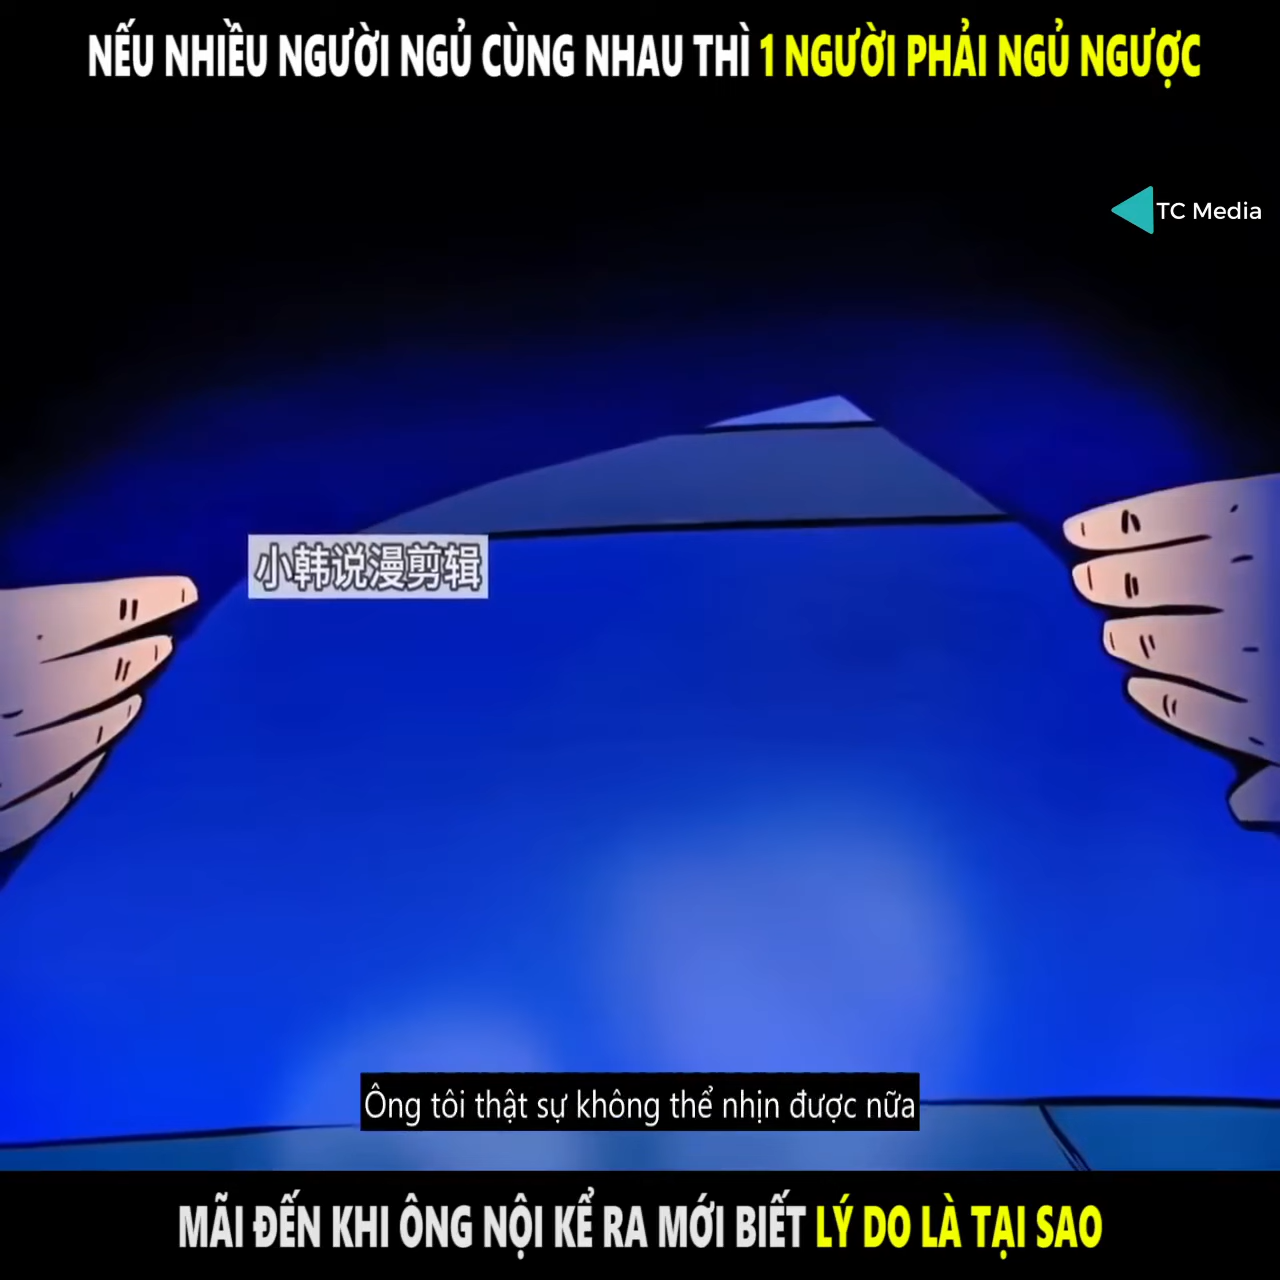 NẾU NHIỀU NGƯỜI NGỦ CÙNG NHAU THÌ 1 NGƯỜI PHẢI NGỦ NGƯỢC
TC Media
小韩说漫剪辑
Ông tôi thật sự không thể nhịn được nữa
MÃI ĐẾN KHI ÔNG NỘI KỂ RA MỚI BIẾT LÝ DO LÀ TẠI SAO